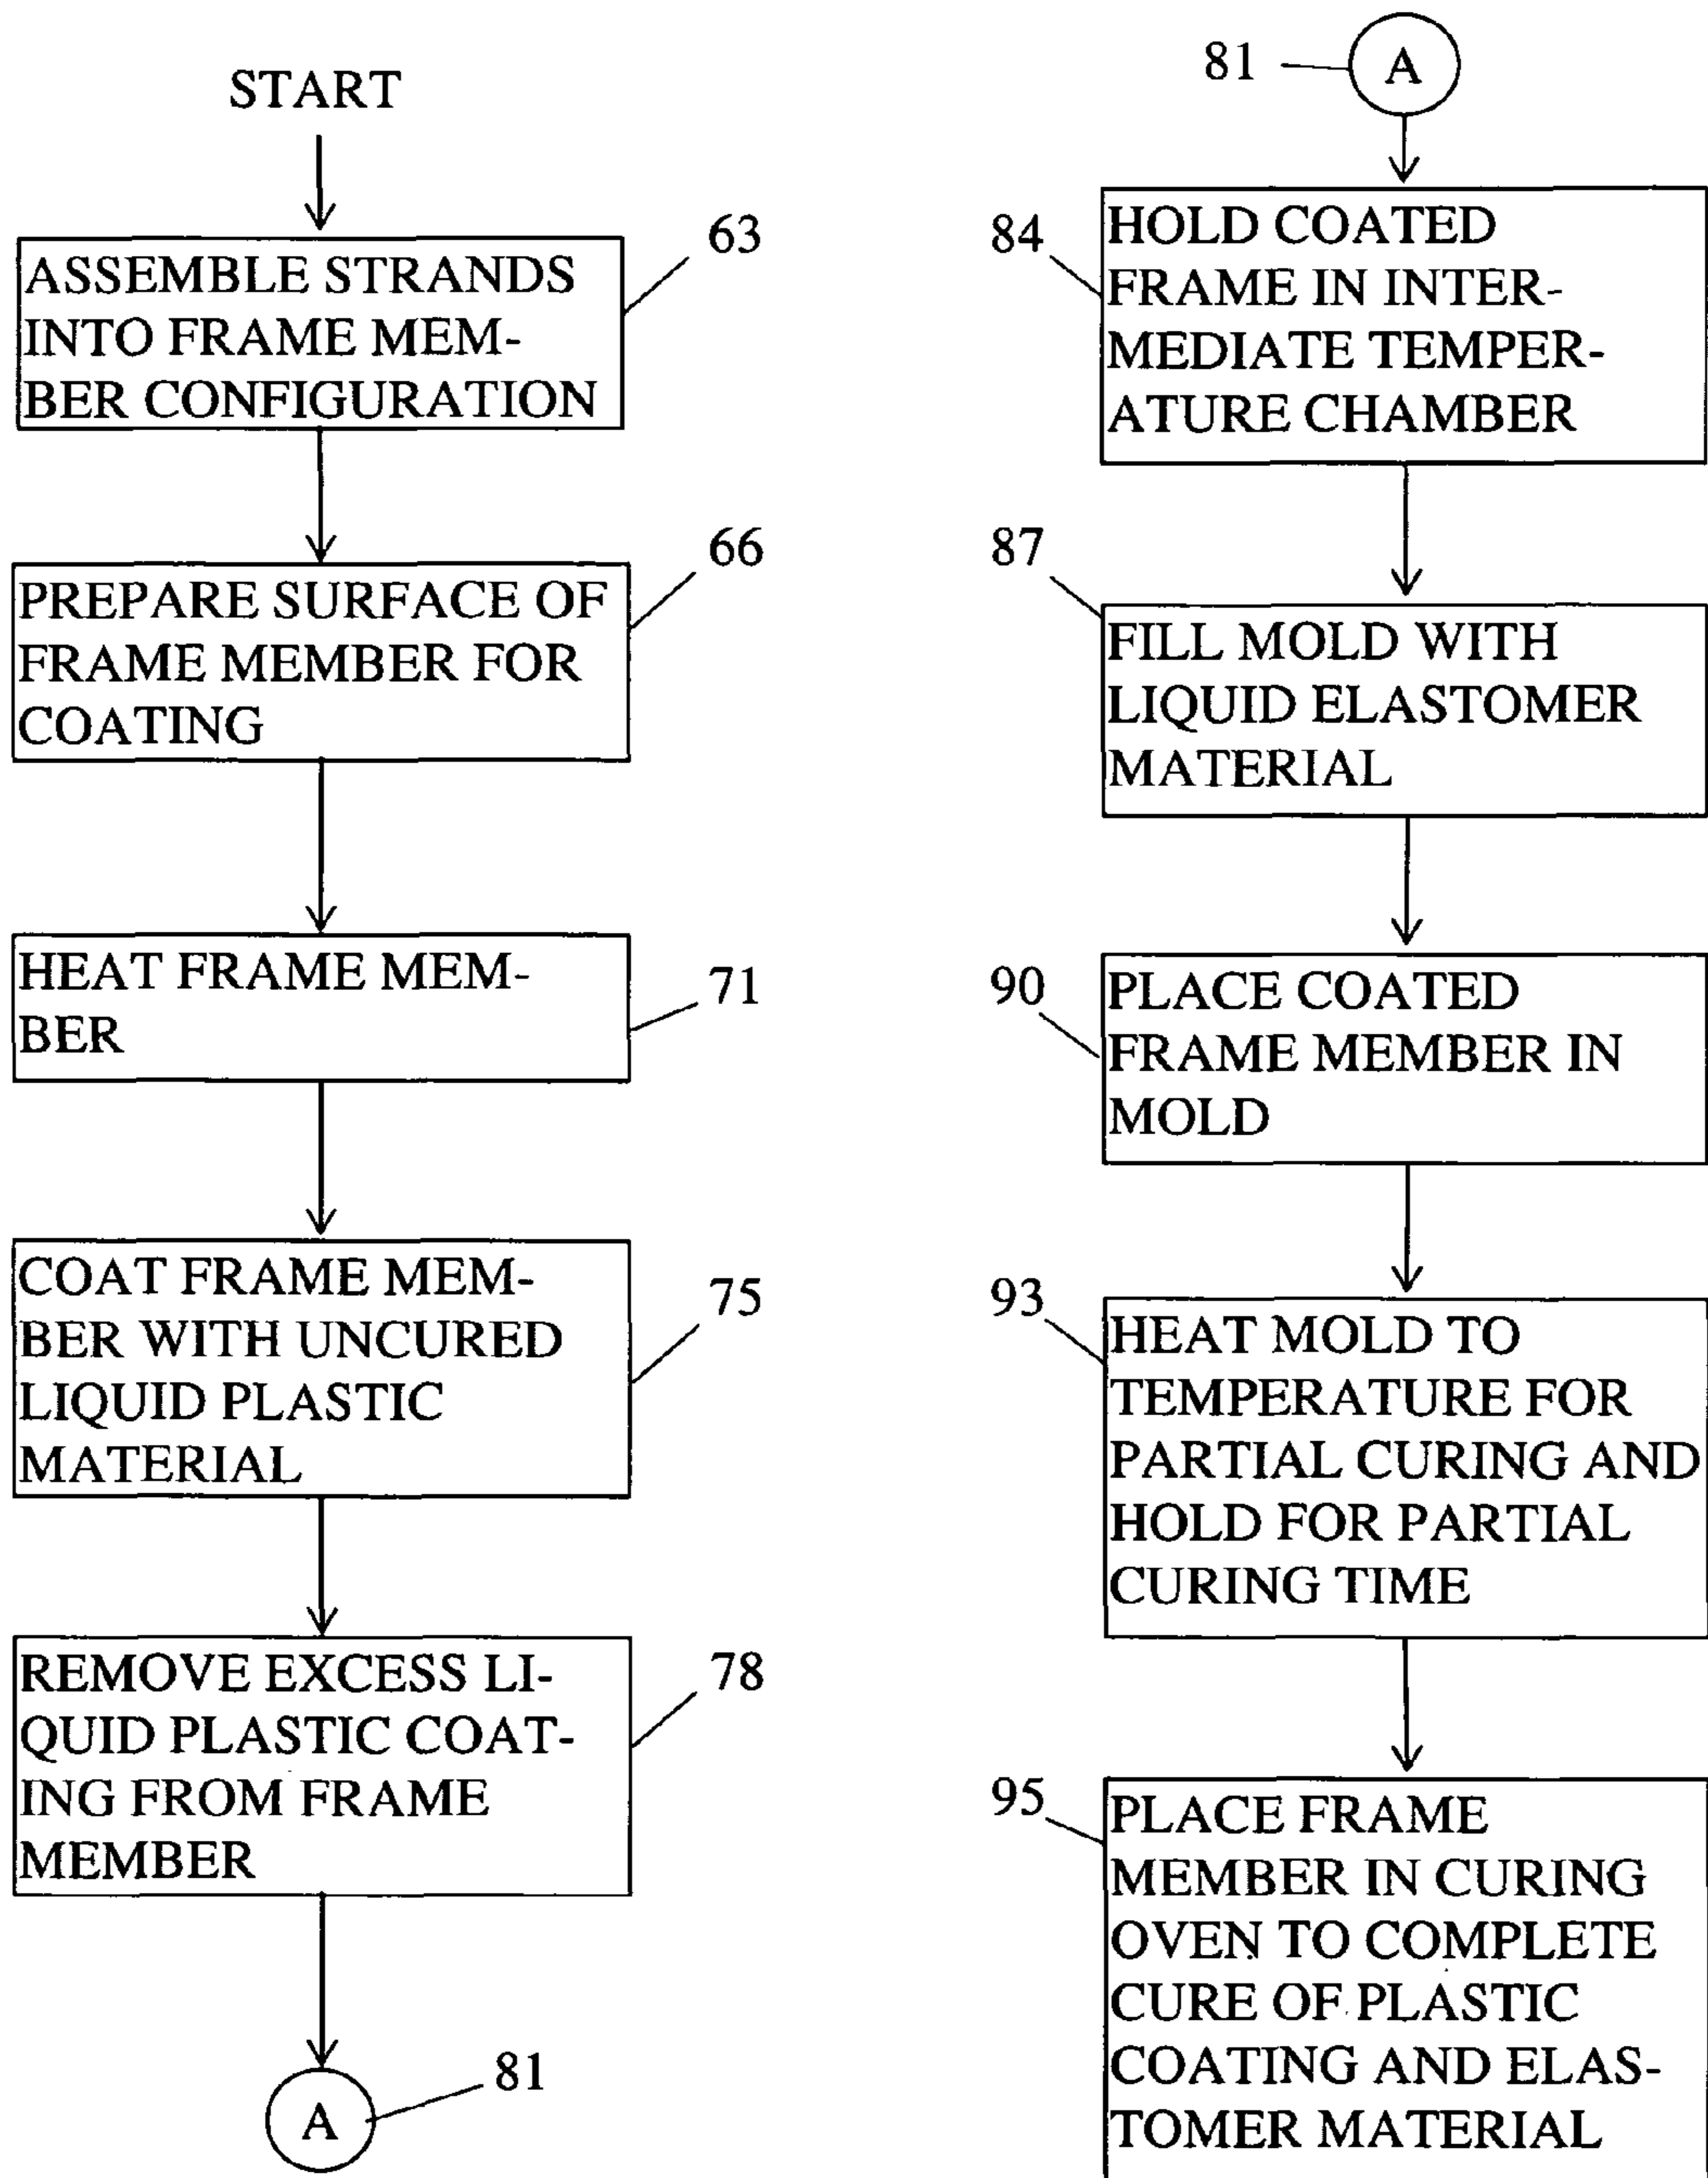 START
ASSEMBLE STRANDS
INTO FRAME MEM-
BER CONFIGURATION
63
PREPARE SURFACE OF
FRAME MEMBER FOR
COATING
66
HEAT FRAME MEM-
BER
71
COAT FRAME MEM-
BER WITH UNCURED
LIQUID PLASTIC
MATERIAL
75
REMOVE EXCESS LI-
QUID PLASTIC COAT-
ING FROM FRAME
MEMBER
78
A
81
81
A
84
HOLD COATED
FRAME IN INTER-
MEDIATE TEMPER-
ATURE CHAMBER
87
FILL MOLD WITH
LIQUID ELASTOMER
MATERIAL
90
PLACE COATED
FRAME MEMBER IN
MOLD
93
HEAT MOLD TO
TEMPERATURE FOR
PARTIAL CURING AND
HOLD FOR PARTIAL
CURING TIME
95
PLACE FRAME
MEMBER IN CURING
OVEN TO COMPLETE
CURE OF PLASTIC
COATING AND ELAS-
TOMER MATERIAL